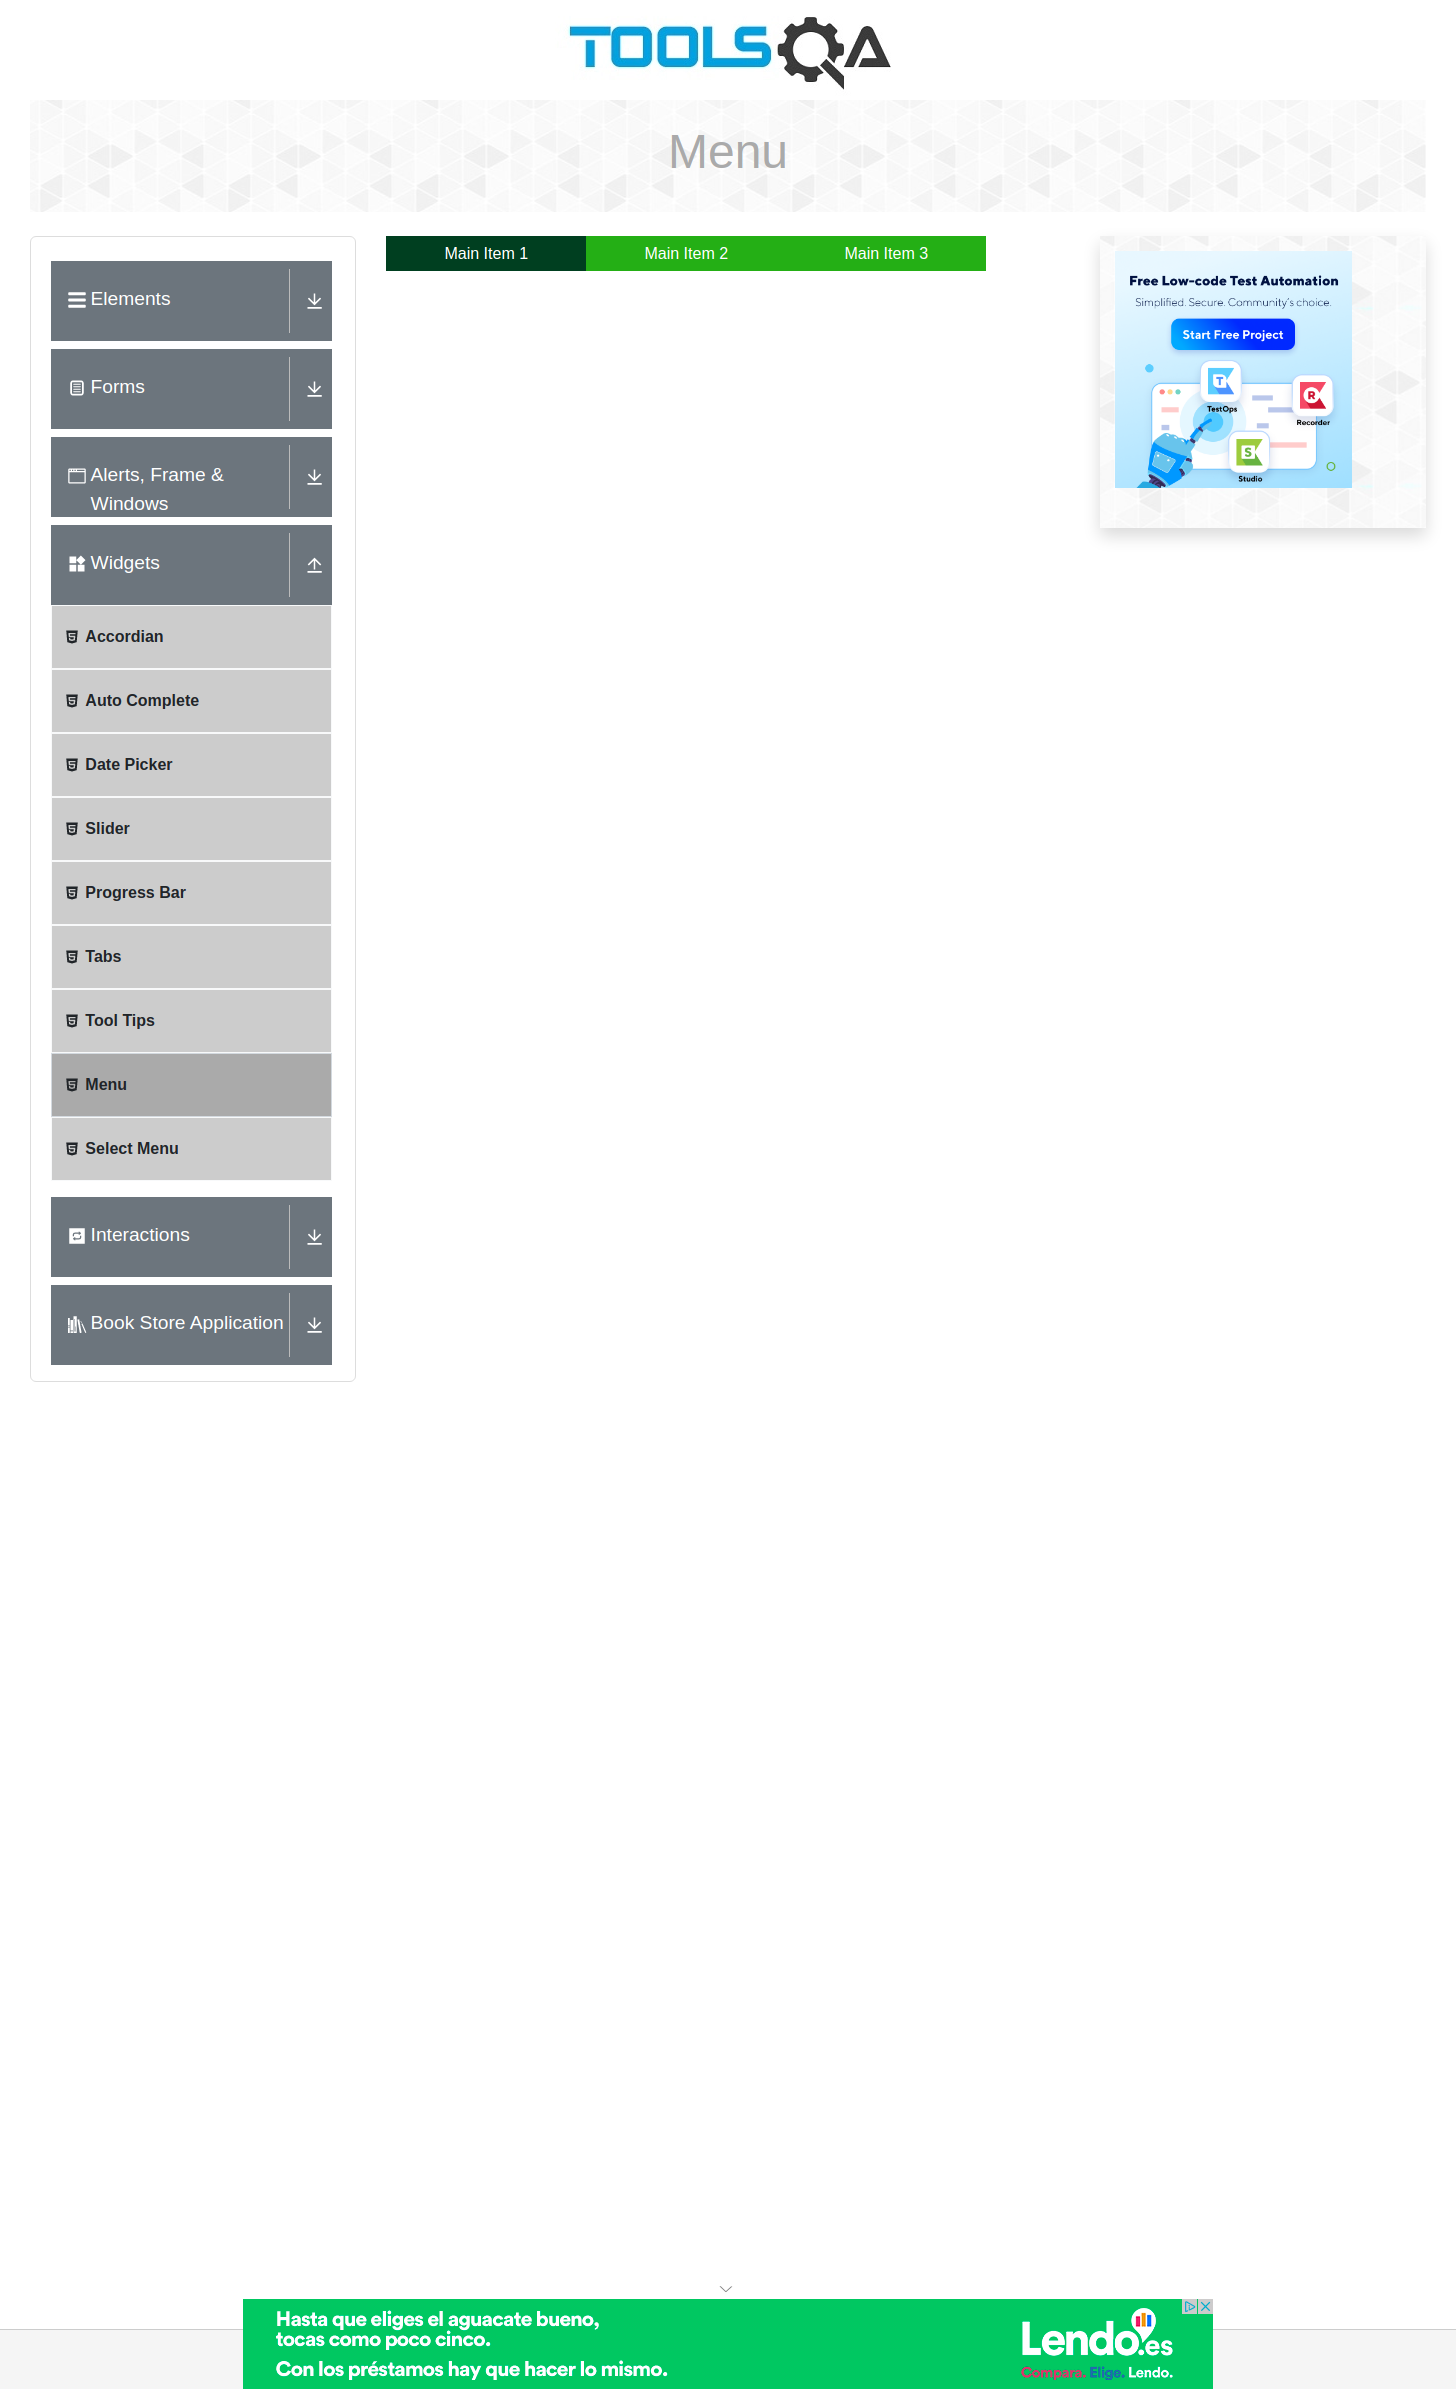 TOOLSQA
Menu
Elements
Forms
Alerts, Frame &
Windows
Widgets
Accordian
Auto Complete
Date Picker
Slider
Progress Bar
Tabs
Tool Tips
Menu
Select Menu
Interactions
Book Store Application
Main Item 1
Main Item 2
Main Item 3
Free Low-code Test Automation
Simplified. Secure. Community's choice.
Start Free Project
T
TestOps
R
Recorder
S
Studio
Hasta que eliges el aguacate bueno,
tocas como poco cinco.
Con los préstamos hay que hacer lo mismo.
Lendo.es
Compara. Elige. Lendo.